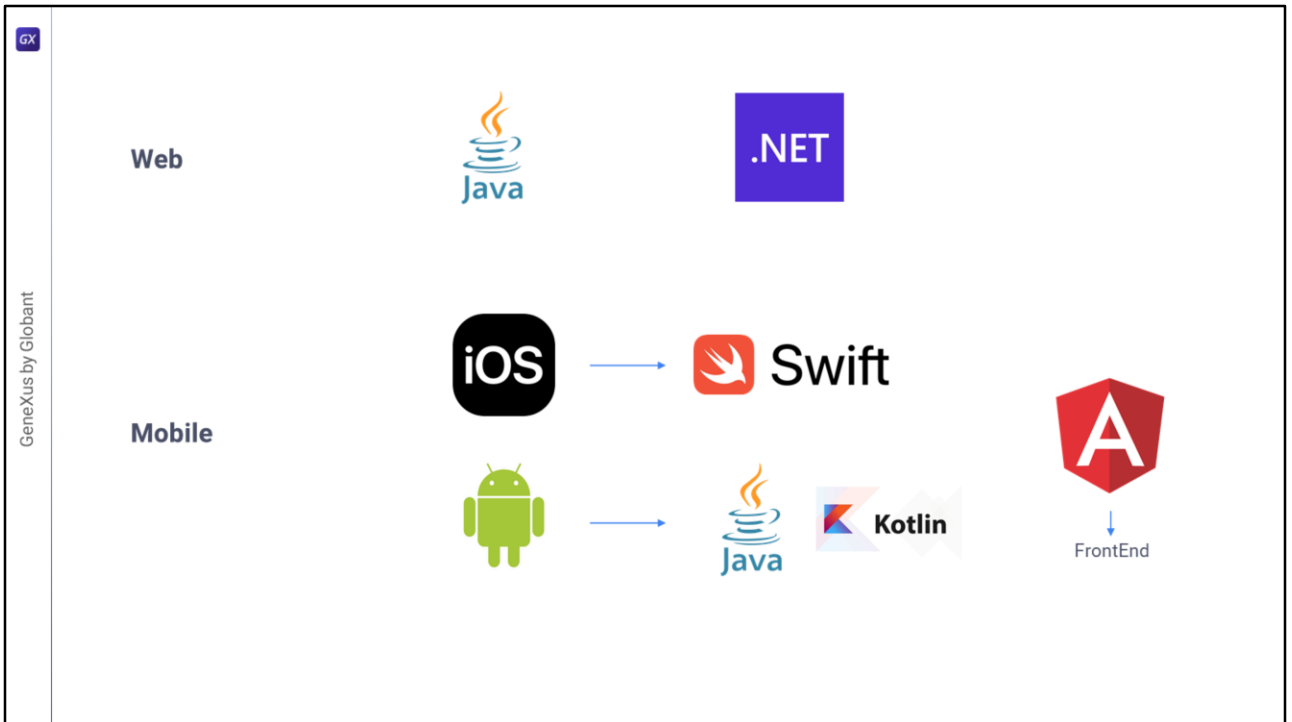 GX
GeneXus by Globant
Web
Java
.NET
iOS
Swift
Mobile
Java
Kotlin
A
FrontEnd